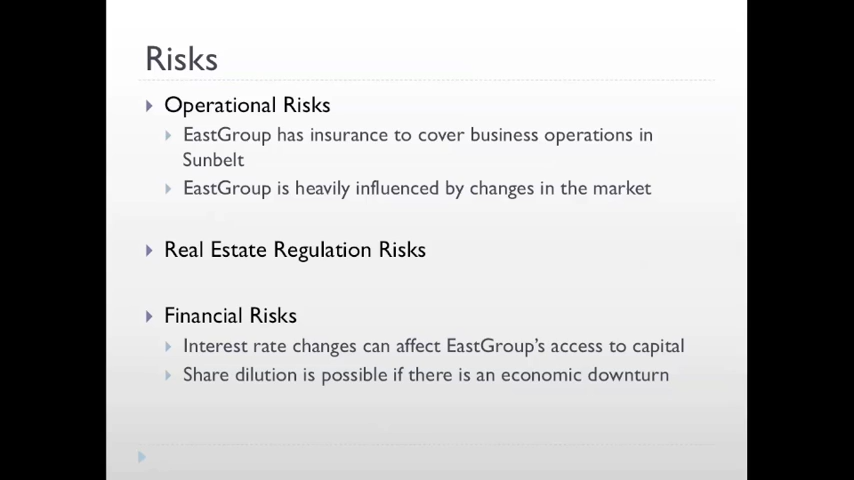 Risks
Operational Risks
EastGroup has insurance to cover business operations in
Sunbelt
EastGroup is heavily influenced by changes in the market
Real Estate Regulation Risks
Financial Risks
Interest rate changes can affect EastGroup's access to capital
Share dilution is possible if there is an economic downturn